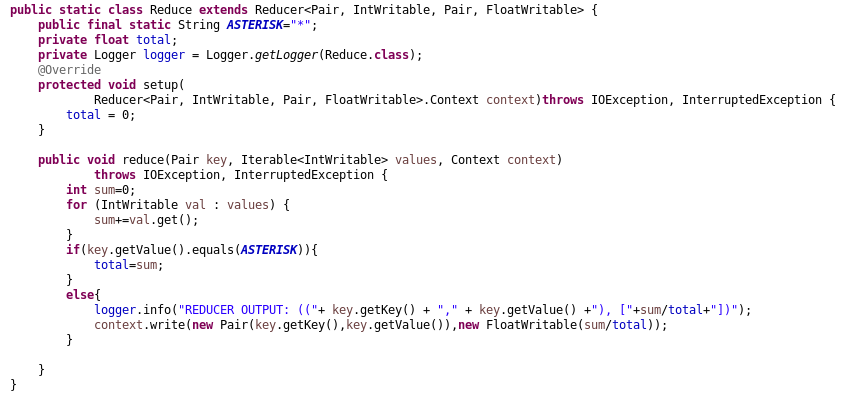 public static class Reduce extends Reducer<Pair, IntWritable, Pair, FloatWritable> {
    public final static String ASTERISK="*";
    private float total;
    private Logger logger = Logger.getLogger(Reduce.class);
    @Override
    protected void setup(
            Reducer<Pair, IntWritable, Pair, FloatWritable>.Context context)throws IOException, InterruptedException {
        total = 0;
    }

    public void reduce(Pair key, Iterable<IntWritable> values, Context context)
            throws IOException, InterruptedException {
        int sum=0;
        for (IntWritable val : values) {
            sum+=val.get();
        }
        if(key.getValue().equals(ASTERISK)){
            total=sum;
        }
        else{
            logger.info("REDUCER OUTPUT: (("+ key.getKey() + "," + key.getValue() +"), ["+sum/total+"])");
            context.write(new Pair(key.getKey(),key.getValue()),new FloatWritable(sum/total));
        }

    }
}